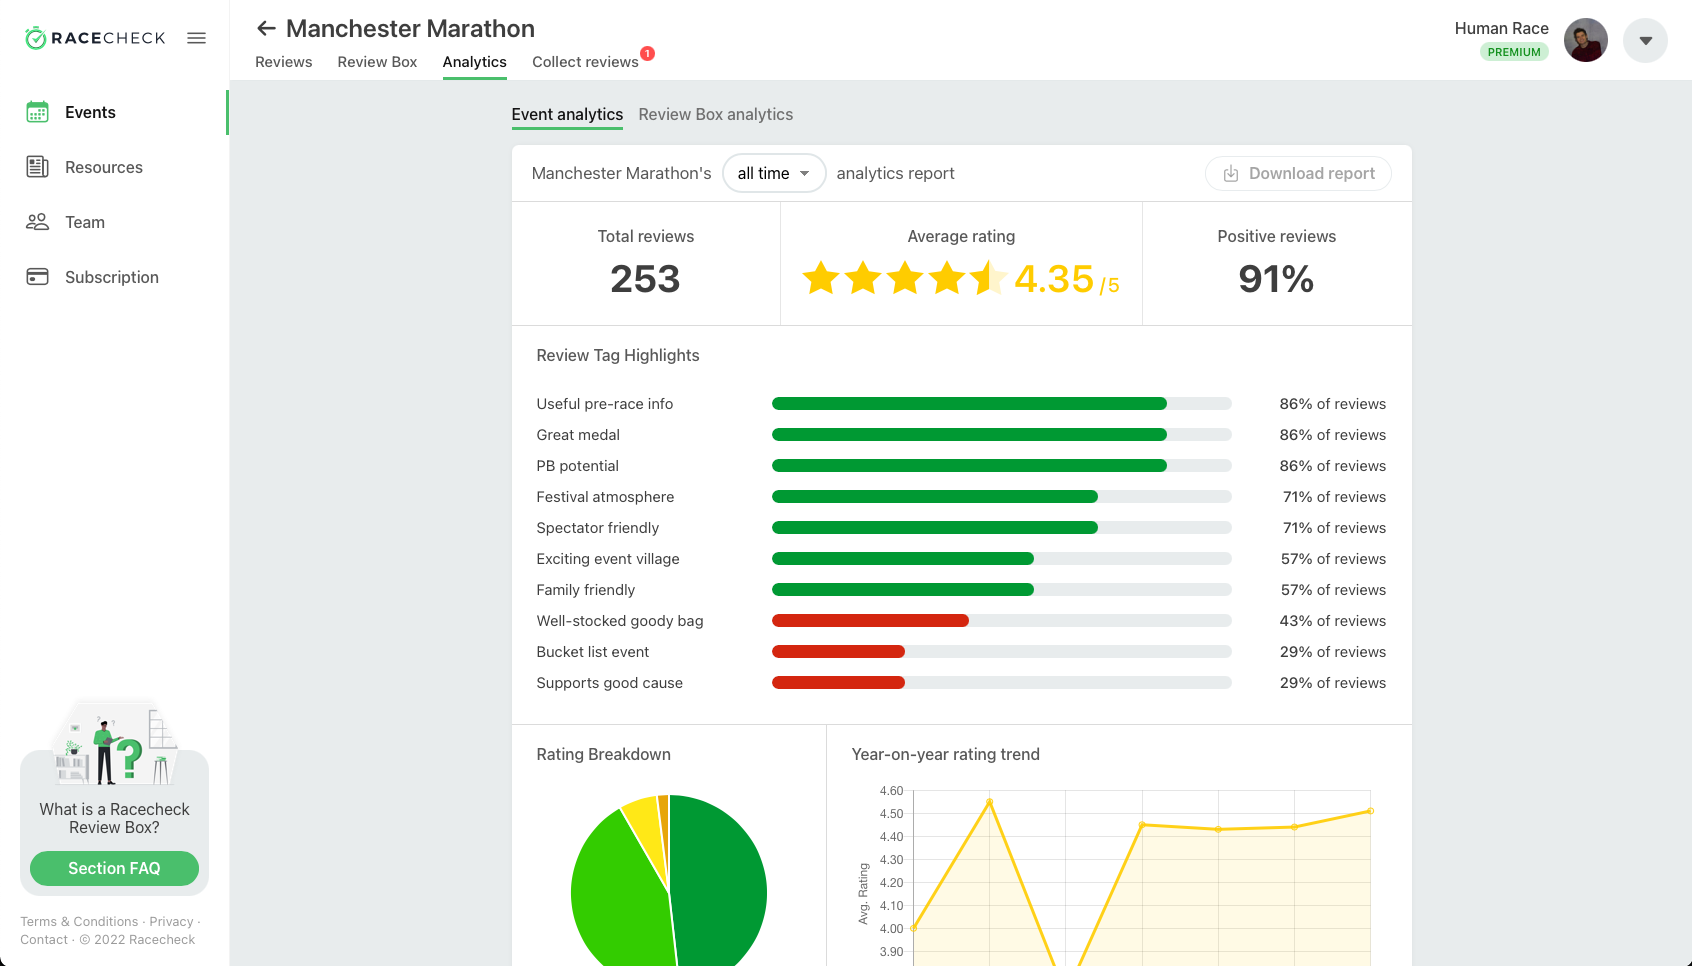 RACECHECK
Manchester Marathon
Reviews
Review Box
Analytics
Collect reviews
1
Human Race
PREMIUM
Events
Resources
Team
Subscription
What is a Racecheck
Review Box?
Section FAQ
Terms & Conditions · Privacy ·
Contact · © 2022 Racecheck
Event analytics
Review Box analytics
Manchester Marathon's all time analytics report
Download report
Total reviews
253
Average rating
4.35 /5
Positive reviews
91%
Review Tag Highlights
Useful pre-race info 86% of reviews
Great medal 86% of reviews
PB potential 86% of reviews
Festival atmosphere 71% of reviews
Spectator friendly 71% of reviews
Exciting event village 57% of reviews
Family friendly 57% of reviews
Well-stocked goody bag 43% of reviews
Bucket list event 29% of reviews
Supports good cause 29% of reviews
Rating Breakdown
?
Year-on-year rating trend
Avg. Rating
4.60
4.50
4.40
4.30
4.20
4.10
4.00
3.90